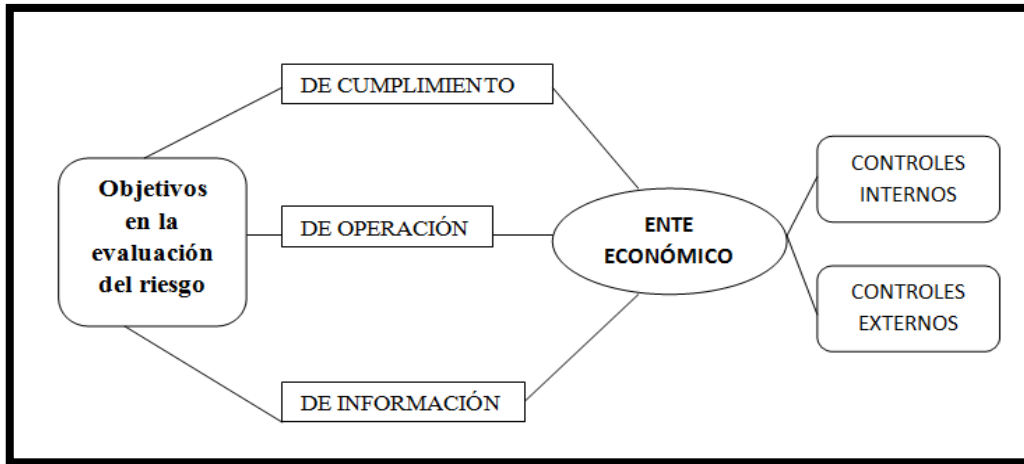 Objetivos
en la
evaluación
del riesgo
DE CUMPLIMIENTO
DE OPERACIÓN
DE INFORMACIÓN
ENTE
ECONÓMICO
CONTROLES
INTERNOS
CONTROLES
EXTERNOS